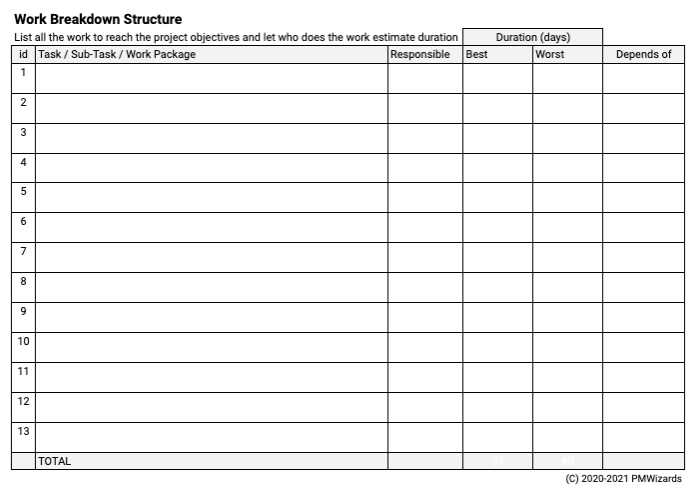 Work Breakdown Structure
List all the work to reach the project objectives and let who does the work estimate duration Duration (days)
id Task / Sub-Task / Work Package Responsible Best Worst Depends of
1
2
3
4
5
6
7
8
9
10
11
12
13
TOTAL
(C) 2020-2021 PMWizards